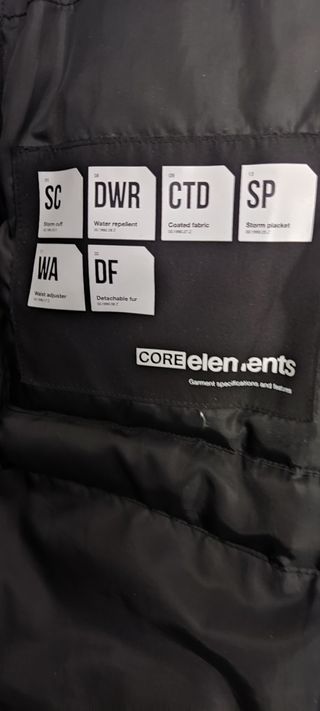 SC
Storm cuff
DWR
Water repellent
CTD
Coated fabric
SP
Storm placket
WA
Waist adjuster
DF
Detachable fur
CORE elements
Garment specifications and features